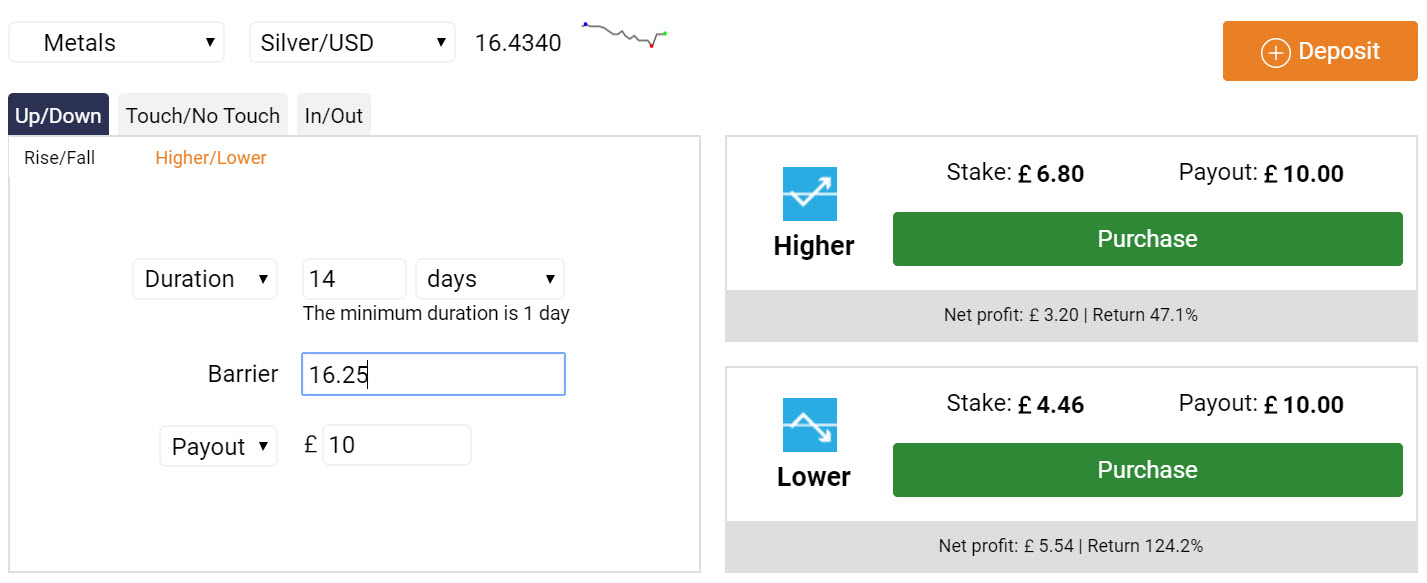 Metals ▼ Silver/USD ▼ 16.4340
Deposit
Up/Down Touch/No Touch In/Out
Rise/Fall Higher/Lower
Duration ▼ 14 days ▼
The minimum duration is 1 day
Barrier 16.25
Payout ▼ £ 10
Stake: £ 6.80 Payout: £ 10.00
Higher
Purchase
Net profit: £ 3.20 | Return 47.1%
Stake: £ 4.46 Payout: £ 10.00
Lower
Purchase
Net profit: £ 5.54 | Return 124.2%